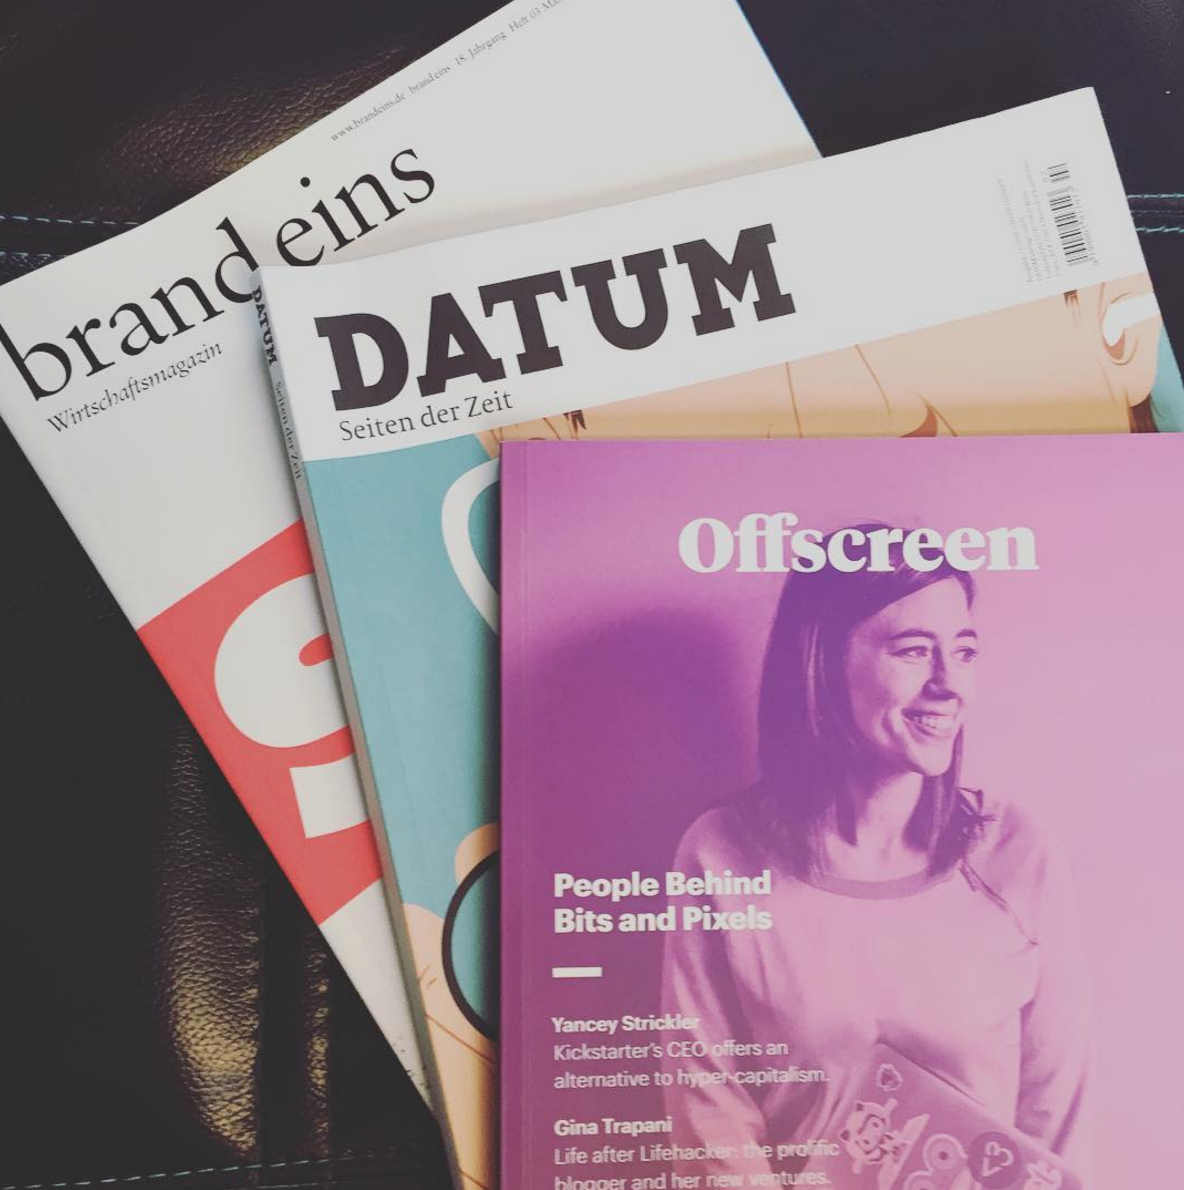 www.brandeins.de brandeins 18. Jahrgang Heft 03
brand eins
Wirtschaftsmagazin
DATUM
Seiten der Zeit
DATUM Seiten der Zeit
Offscreen
People Behind
Bits and Pixels
Yancey Strickler
Kickstarter's CEO offers an
alternative to hyper-capitalism.
Gina Trapani
Life after Lifehacker: the prolific
blogger and her new ventures.